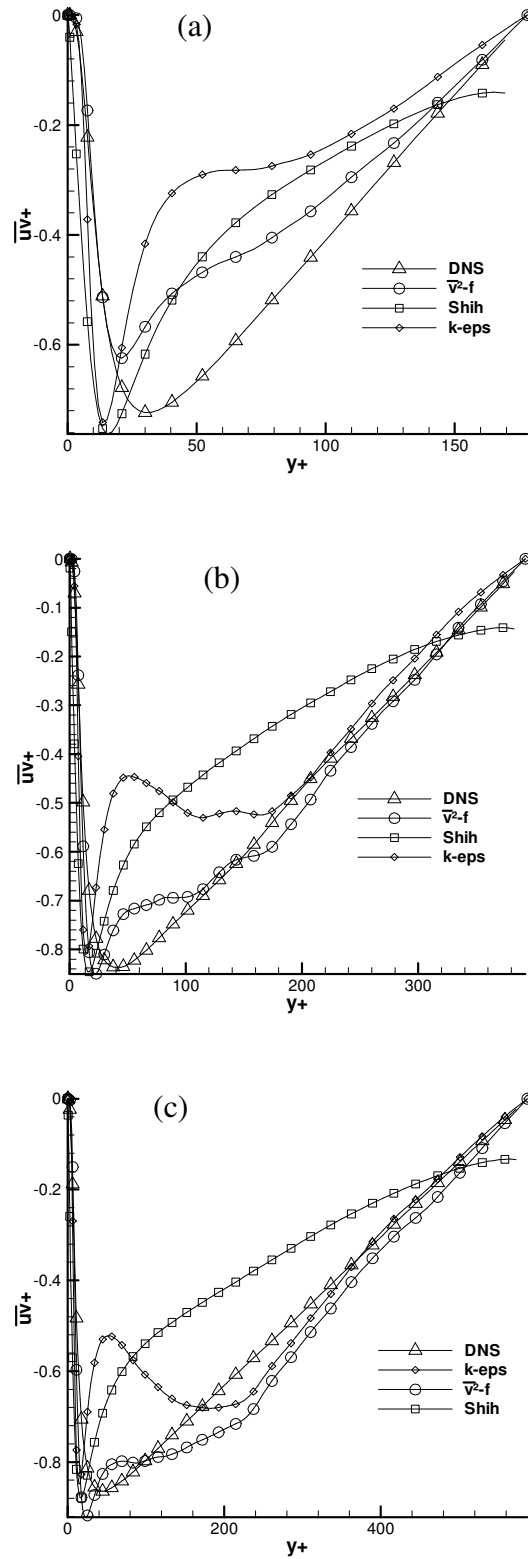 (a)
0
-0.2
-0.4
-0.6
uv+
DNS
v²-f
Shih
k-eps
0 50 100 150
y+
(b)
0
-0.1
-0.2
-0.3
-0.4
-0.5
-0.6
-0.7
-0.8
uv+
DNS
v²-f
Shih
k-eps
0 100 200 300
y+
(c)
0
-0.2
-0.4
-0.6
-0.8
uv+
DNS
k-eps
v²-f
Shih
0 200 400
y+